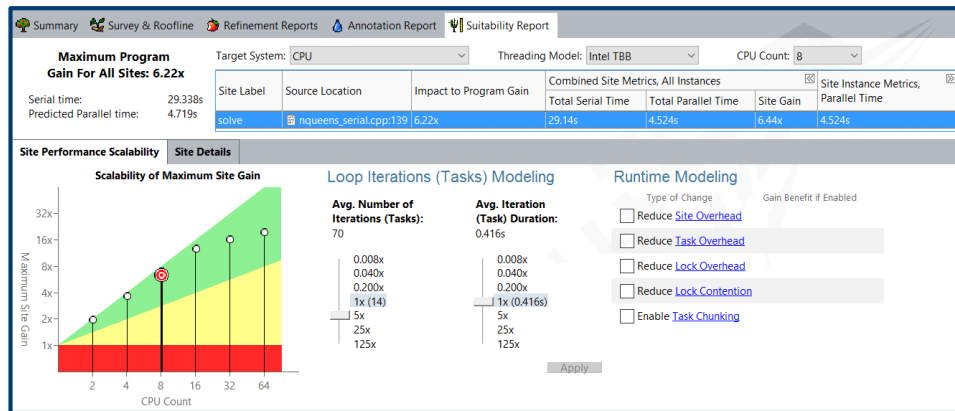 Summary Survey & Roofline Refinement Reports Annotation Report Suitability Report
Maximum Program
Gain For All Sites: 6.22x
Serial time: 29.338s
Predicted Parallel time: 4.719s
Target System: CPU Threading Model: Intel TBB CPU Count: 8
Site Label Source Location Impact to Program Gain Combined Site Metrics, All Instances Site Instance Metrics,
Total Serial Time Total Parallel Time Site Gain Parallel Time
solve nqueens_serial.cpp:139 6.22x 29.14s 4.524s 6.44x 4.524s
Site Performance Scalability Site Details
Scalability of Maximum Site Gain
Maximum Site Gain
32x
16x
8x
4x
2x
1x
2 4 8 16 32 64
CPU Count
Loop Iterations (Tasks) Modeling
Avg. Number of
Iterations (Tasks):
70
0.008x
0.040x
0.200x
1x (14)
5x
25x
125x
Avg. Iteration
(Task) Duration:
0.416s
0.008x
0.040x
0.200x
1x (0.416s)
5x
25x
125x
Apply
Runtime Modeling
Type of Change Gain Benefit if Enabled
Reduce Site Overhead
Reduce Task Overhead
Reduce Lock Overhead
Reduce Lock Contention
Enable Task Chunking